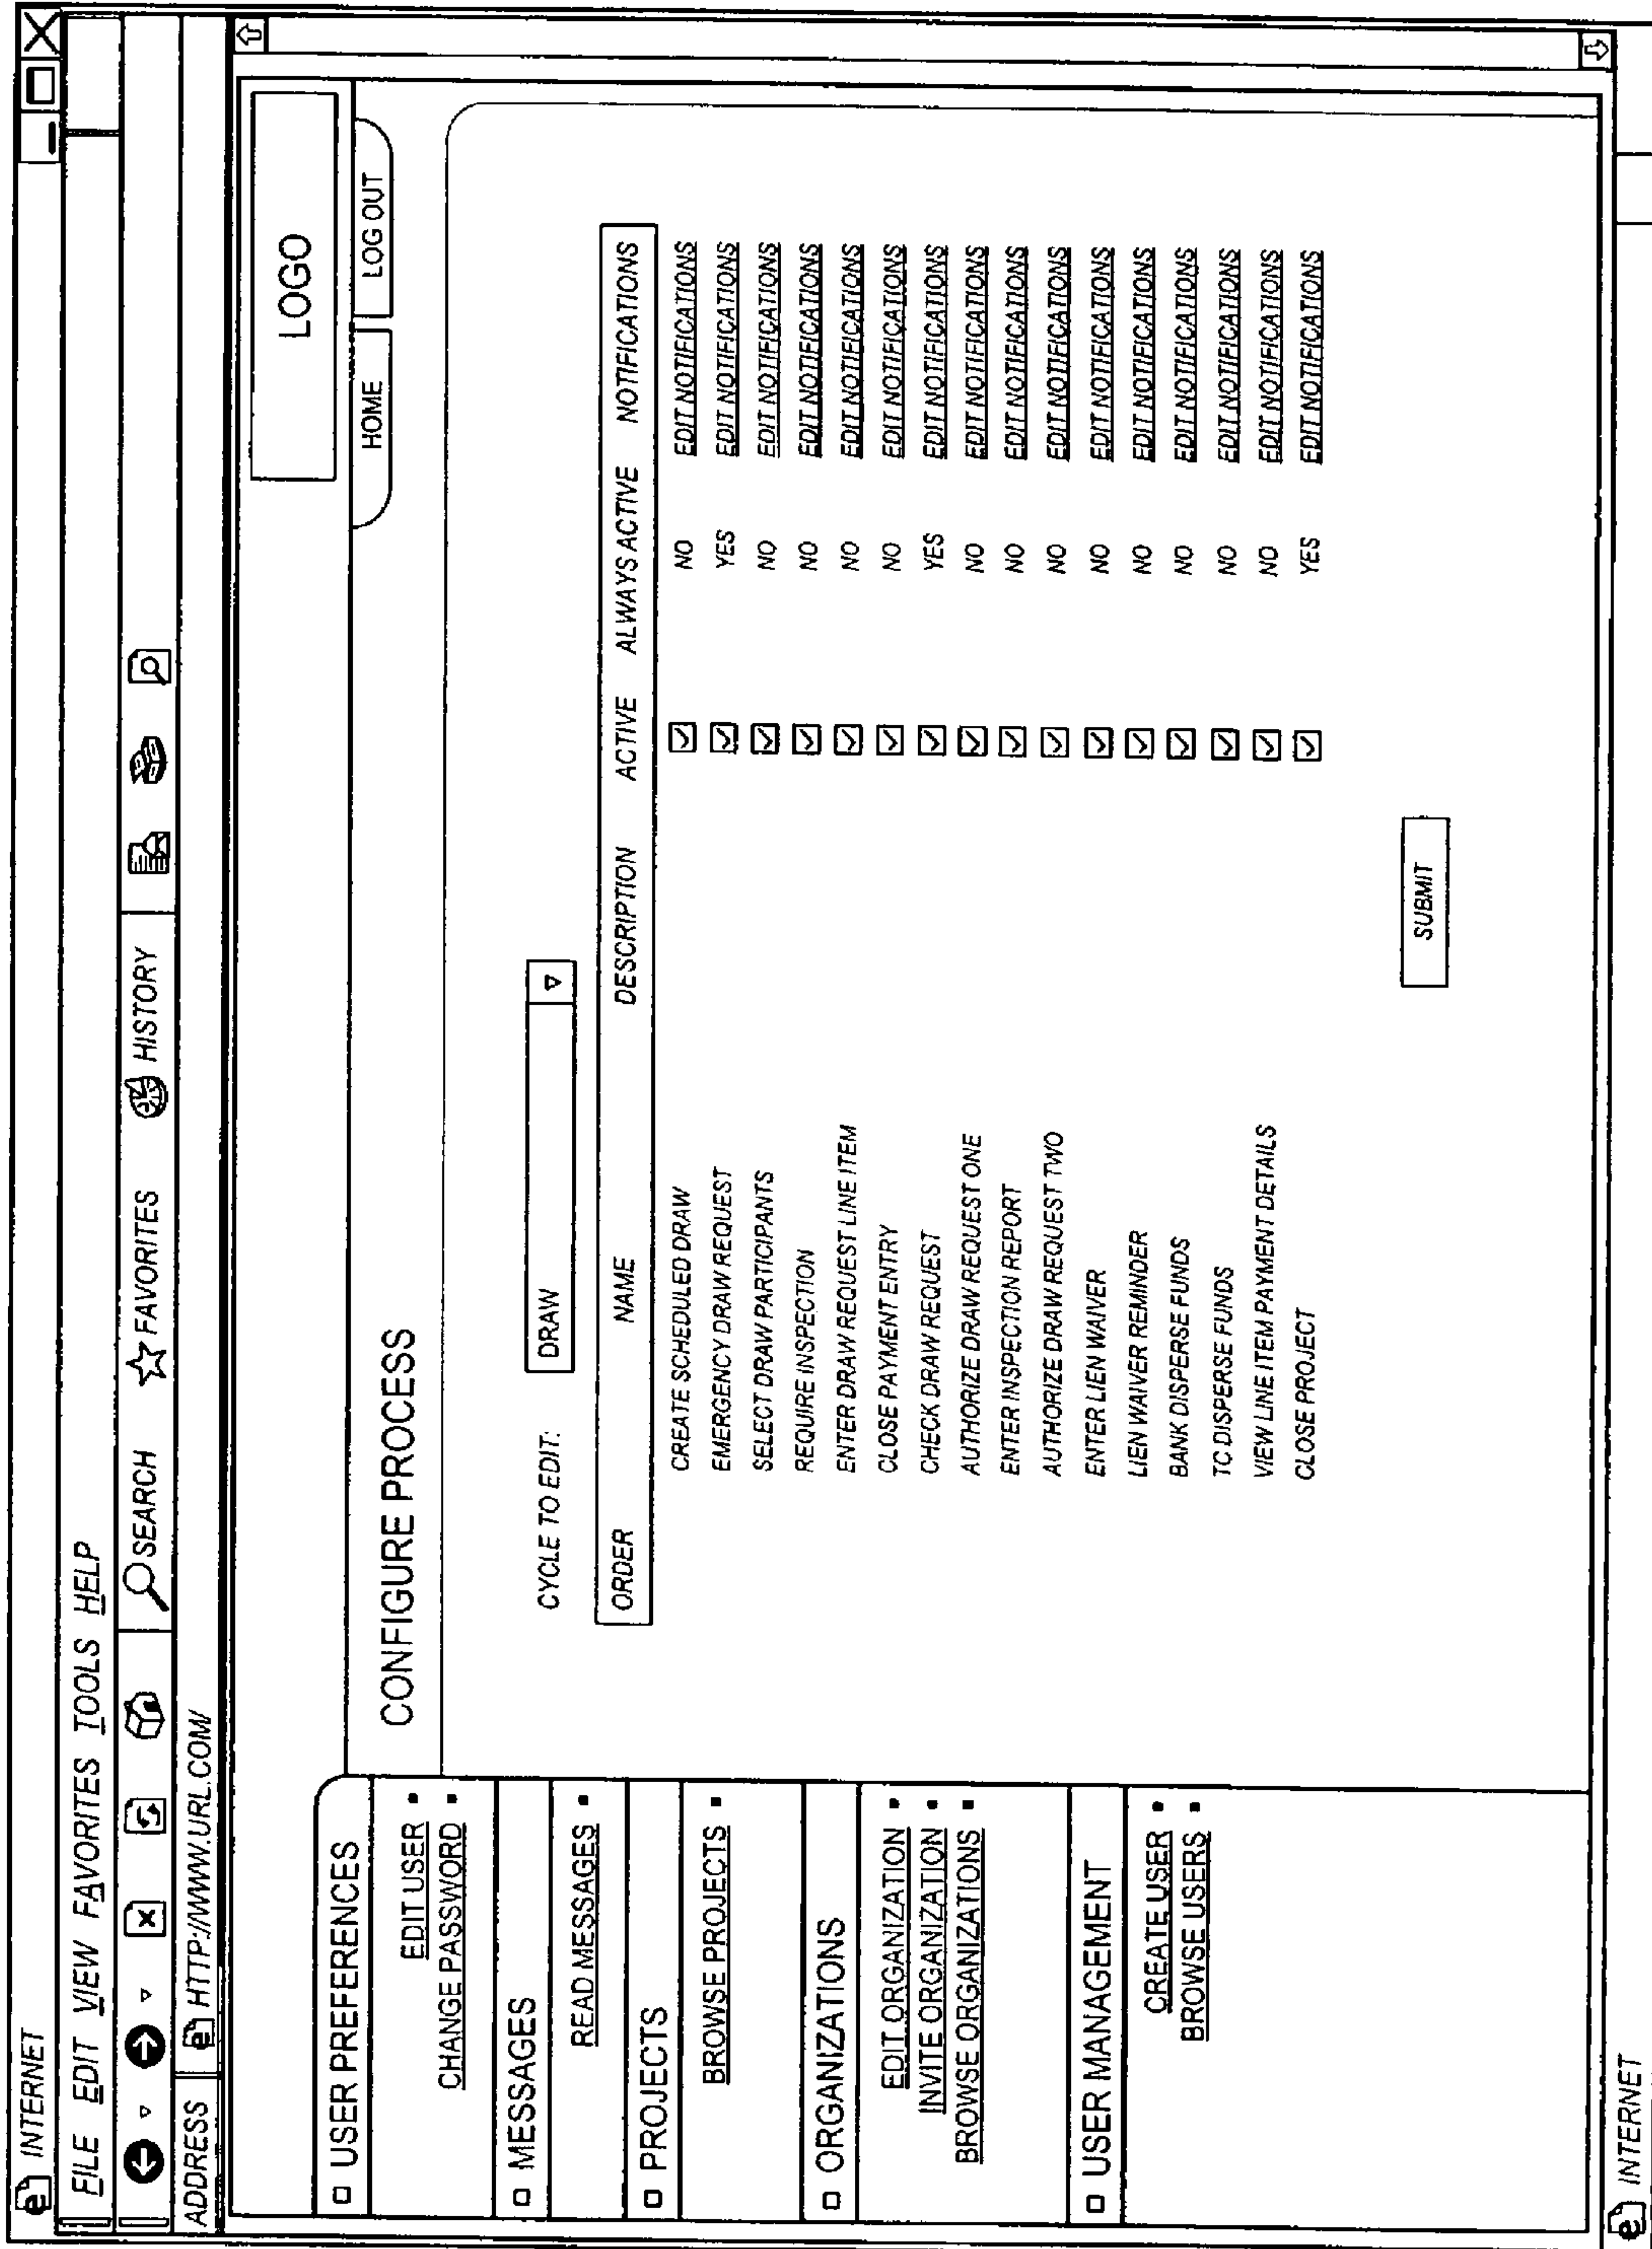 INTERNET
FILE EDIT VIEW FAVORITES TOOLS HELP
SEARCH FAVORITES HISTORY
ADDRESS HTTP://WWW.URL.COM/
LOGO
HOME LOG OUT
USER PREFERENCES
EDIT USER
CHANGE PASSWORD
MESSAGES
READ MESSAGES
PROJECTS
BROWSE PROJECTS
ORGANIZATIONS
EDIT ORGANIZATION
INVITE ORGANIZATION
BROWSE ORGANIZATIONS
USER MANAGEMENT
CREATE USER
BROWSE USERS
CONFIGURE PROCESS
CYCLE TO EDIT: DRAW
ORDER NAME DESCRIPTION ACTIVE ALWAYS ACTIVE NOTIFICATIONS
CREATE SCHEDULED DRAW NO EDIT NOTIFICATIONS
EMERGENCY DRAW REQUEST YES EDIT NOTIFICATIONS
SELECT DRAW PARTICIPANTS NO EDIT NOTIFICATIONS
REQUIRE INSPECTION NO EDIT NOTIFICATIONS
ENTER DRAW REQUEST LINE ITEM NO EDIT NOTIFICATIONS
CLOSE PAYMENT ENTRY NO EDIT NOTIFICATIONS
CHECK DRAW REQUEST YES EDIT NOTIFICATIONS
AUTHORIZE DRAW REQUEST ONE NO EDIT NOTIFICATIONS
ENTER INSPECTION REPORT NO EDIT NOTIFICATIONS
AUTHORIZE DRAW REQUEST TWO NO EDIT NOTIFICATIONS
ENTER LIEN WAIVER NO EDIT NOTIFICATIONS
LIEN WAIVER REMINDER NO EDIT NOTIFICATIONS
BANK DISPERSE FUNDS NO EDIT NOTIFICATIONS
TC DISPERSE FUNDS NO EDIT NOTIFICATIONS
VIEW LINE ITEM PAYMENT DETAILS NO EDIT NOTIFICATIONS
CLOSE PROJECT YES EDIT NOTIFICATIONS
SUBMIT
INTERNET